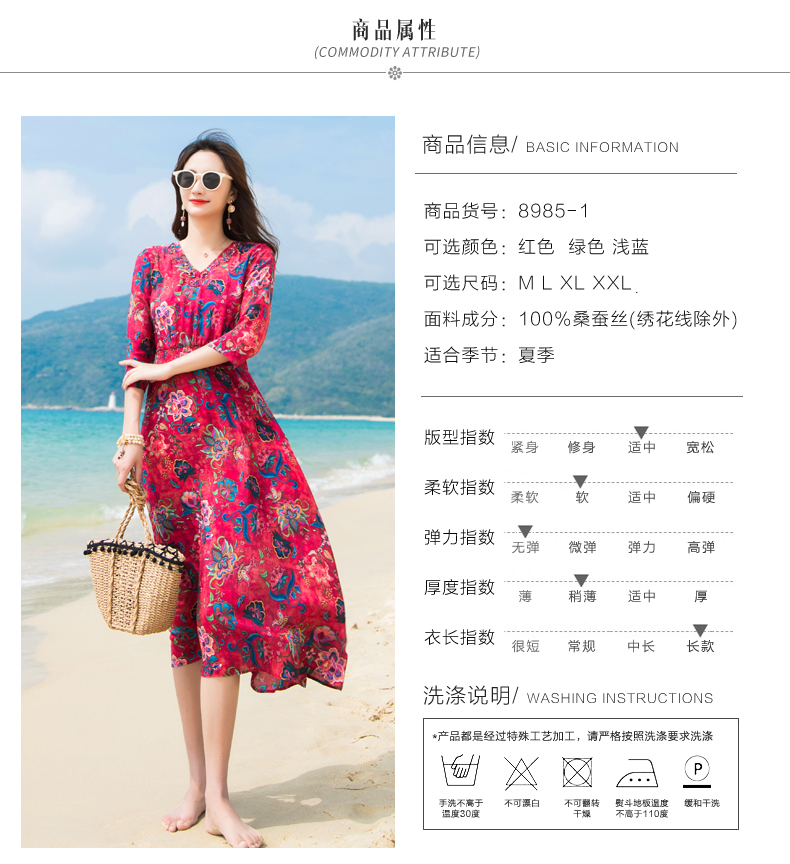 商品属性
(COMMODITY ATTRIBUTE)
商品信息/ BASIC INFORMATION
商品货号：8985-1
可选颜色：红色 绿色 浅蓝
可选尺码：M L XL XXL.
面料成分：100%桑蚕丝(绣花线除外)
适合季节：夏季
版型指数 紧身 修身 适中 宽松
柔软指数 柔软 软 适中 偏硬
弹力指数 无弹 微弹 弹力 高弹
厚度指数 薄 稍薄 适中 厚
衣长指数 很短 常规 中长 长款
洗涤说明/ WASHING INSTRUCTIONS
*产品都是经过特殊工艺加工，请严格按照洗涤要求洗涤
P
手洗不高于 不可漂白 不可翻转 熨斗地板温度 缓和干洗
温度30度 干燥 不高于110度